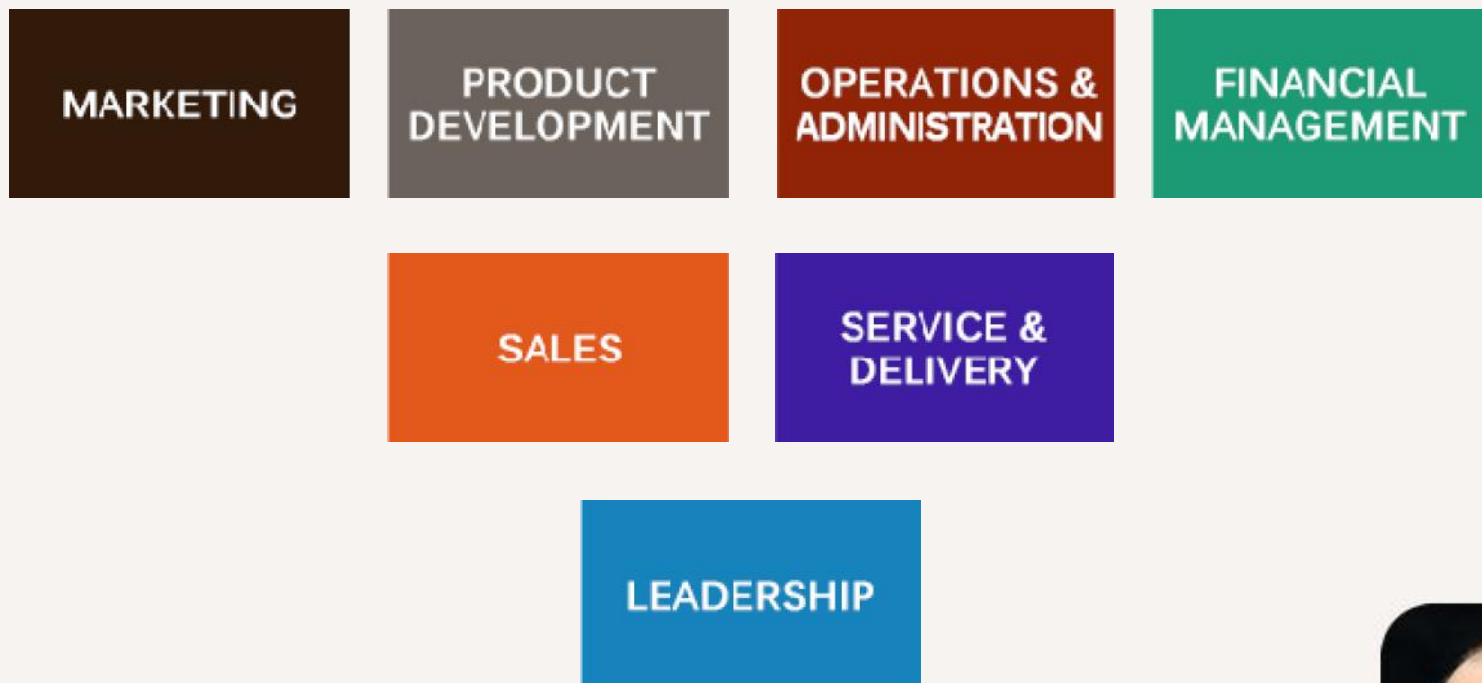 MARKETING
PRODUCT
DEVELOPMENT
OPERATIONS &
ADMINISTRATION
FINANCIAL
MANAGEMENT
SALES
SERVICE &
DELIVERY
LEADERSHIP